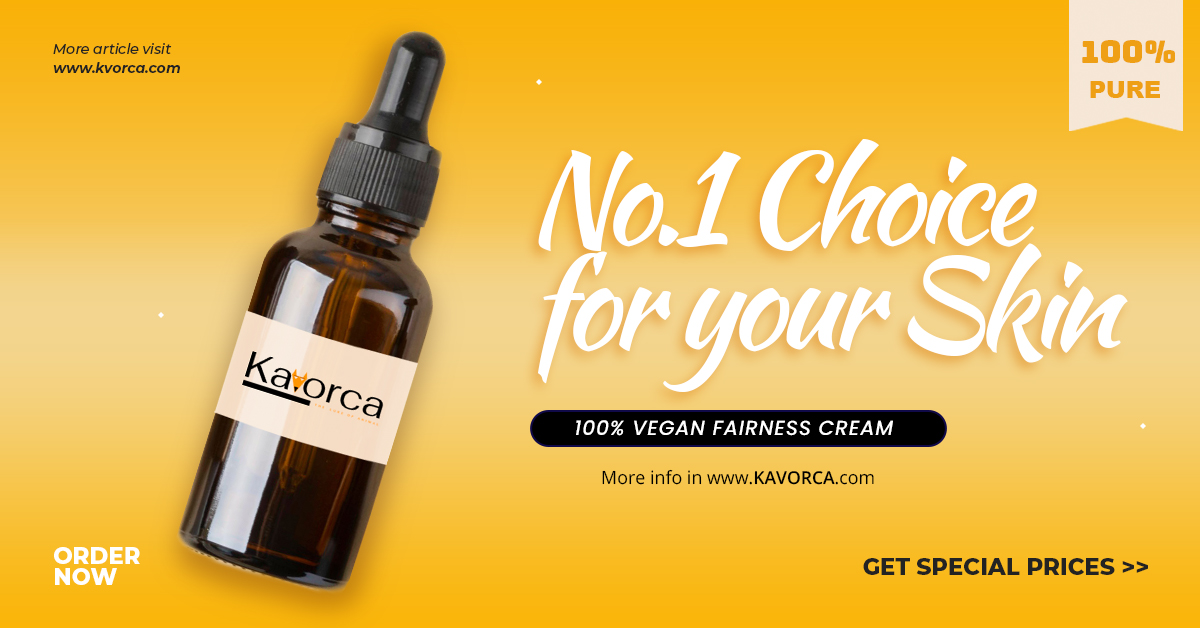 More article visit
www.kvorca.com
100%
PURE
No.1 Choice
for your Skin
Kavorca
100% VEGAN FAIRNESS CREAM
More info in www.KAVORCA.com
ORDER
NOW
GET SPECIAL PRICES >>